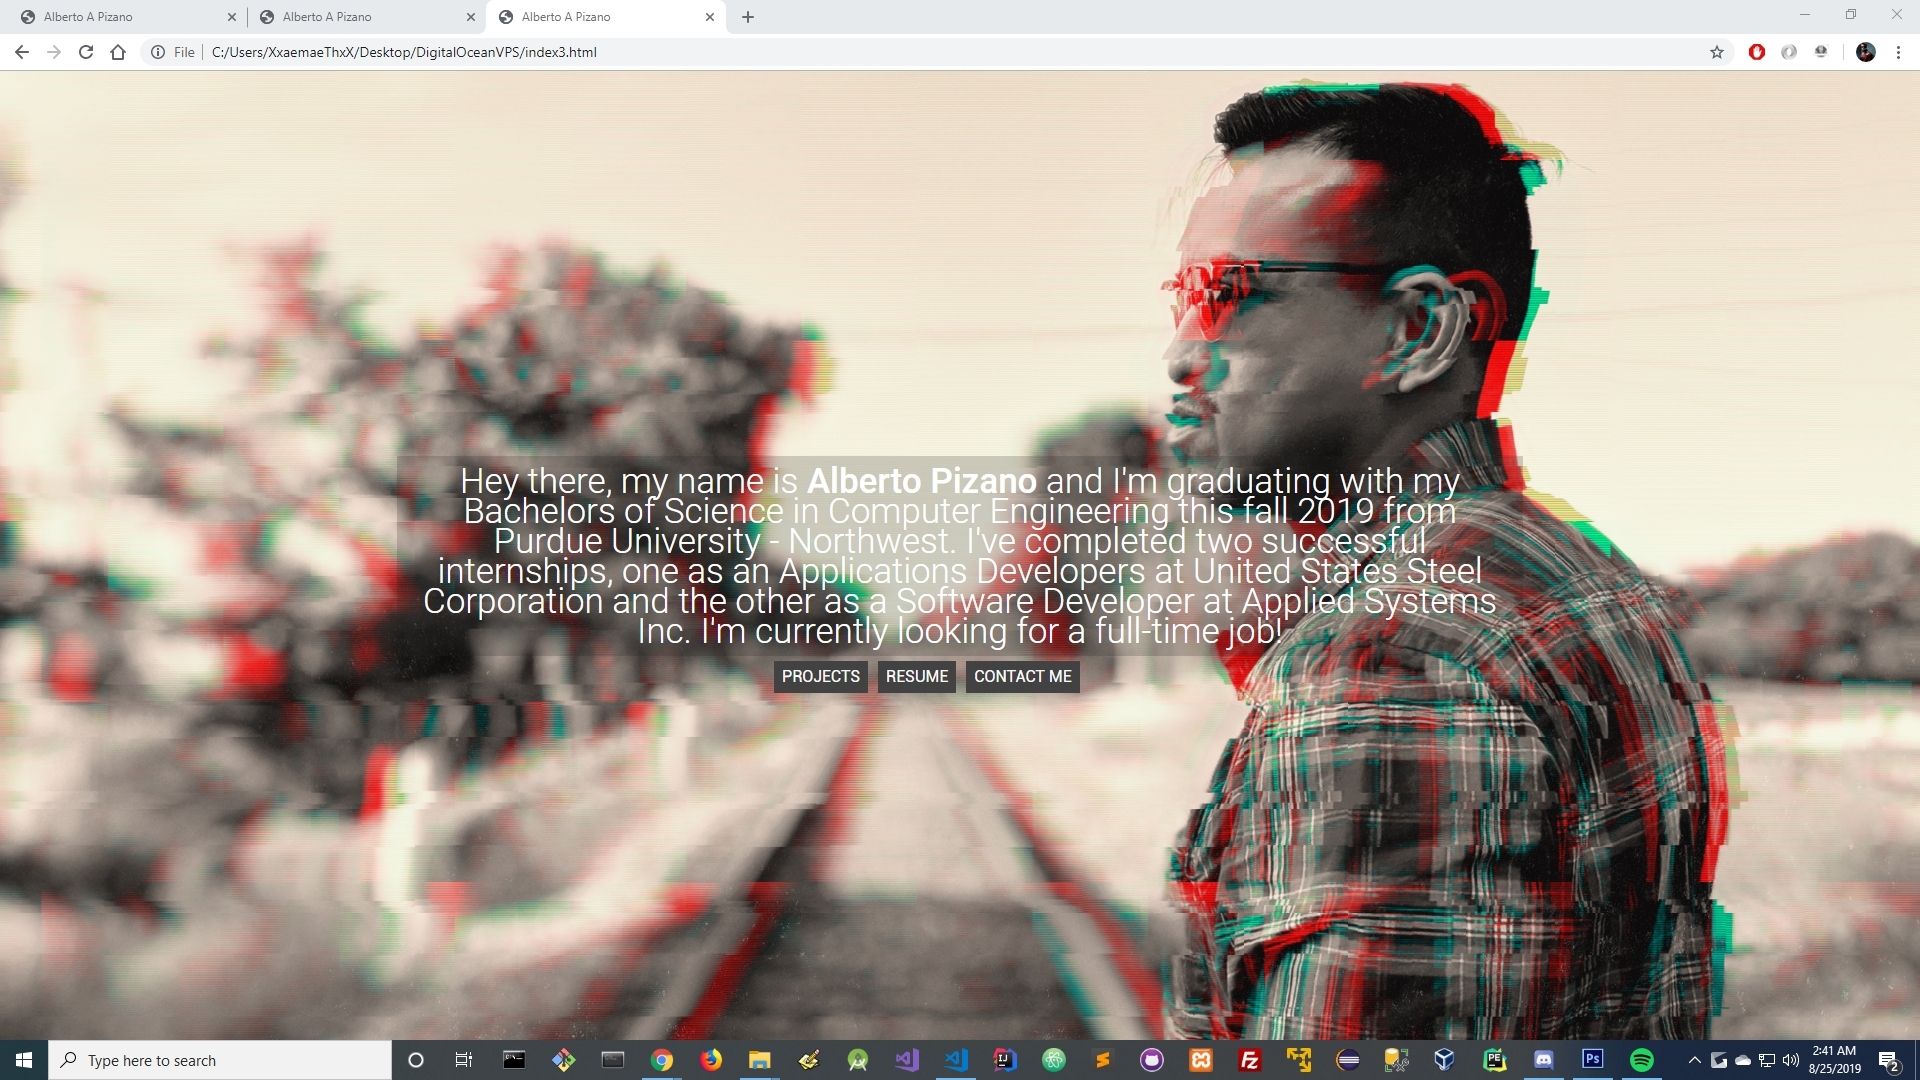 Alberto A Pizano
Alberto A Pizano
Alberto A Pizano
File
C:/Users/XxaemaeThxX/Desktop/DigitalOceanVPS/index3.html
Hey there, my name is Alberto Pizano and I'm graduating with my
Bachelors of Science in Computer Engineering this fall 2019 from
Purdue University - Northwest. I've completed two successful
internships, one as an Applications Developers at United States Steel
Corporation and the other as a Software Developer at Applied Systems
Inc. I'm currently looking for a full-time job!
PROJECTS RESUME CONTACT ME
Type here to search
PE
Ps
2:41 AM
8/25/2019
2